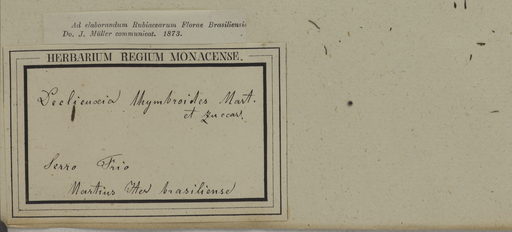 Ad elaborandum Rubiacearum Florae Brasiliensis
Do. J. Müller communicat. 1873.
HERBARIUM REGIUM MONACENSE.
Declieuxia thymbroides Mart.
et Zuccar.
Serro Frio
Martius Iter brasiliense